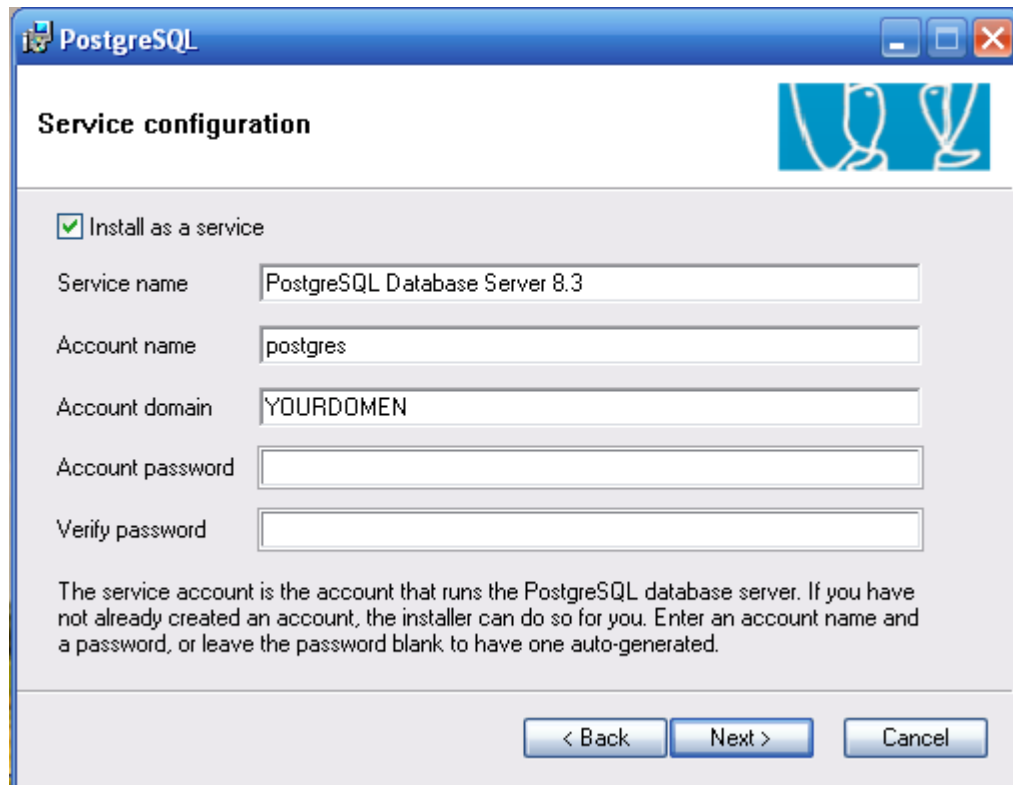 PostgreSQL
Service configuration
Install as a service
Service name PostgreSQL Database Server 8.3
Account name postgres
Account domain YOURDOMEN
Account password
Verify password
The service account is the account that runs the PostgreSQL database server. If you have
not already created an account, the installer can do so for you. Enter an account name and
a password, or leave the password blank to have one auto-generated.
< Back Next > Cancel